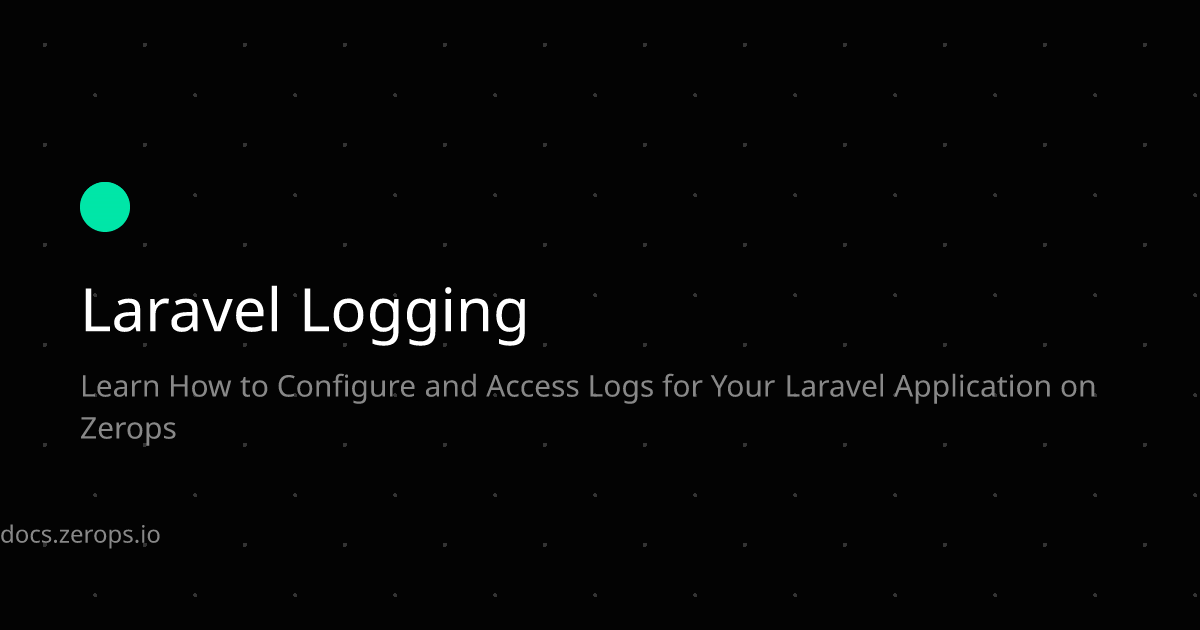 Laravel Logging
Learn How to Configure and Access Logs for Your Laravel Application on
Zerops
docs.zerops.io